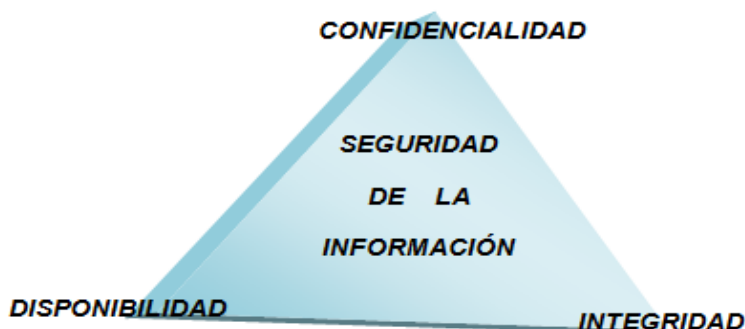 CONFIDENCIALIDAD
SEGURIDAD
DE LA
INFORMACIÓN
DISPONIBILIDAD
INTEGRIDAD